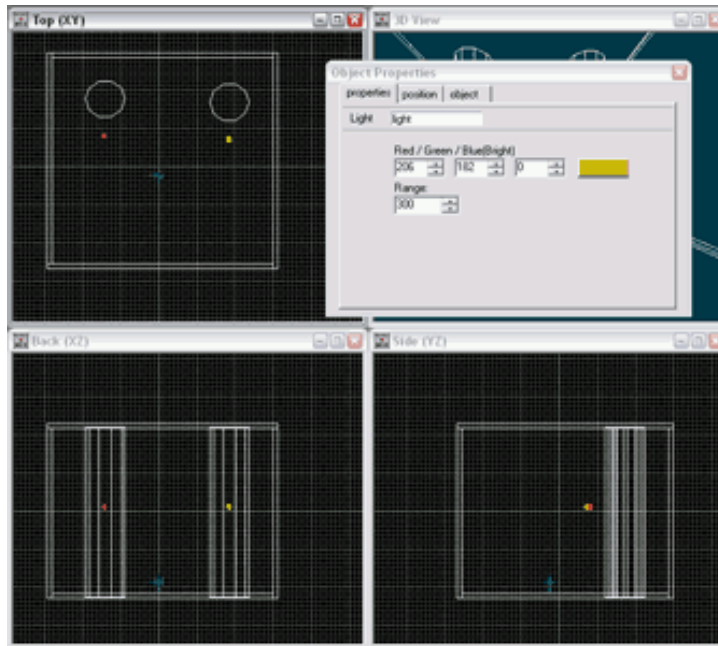 Top (XY)
3D View
Object Properties
properties position object
Light light
Red / Green / Blue(Bright)
206 182 0
Range:
300
Back (XZ)
Side (YZ)